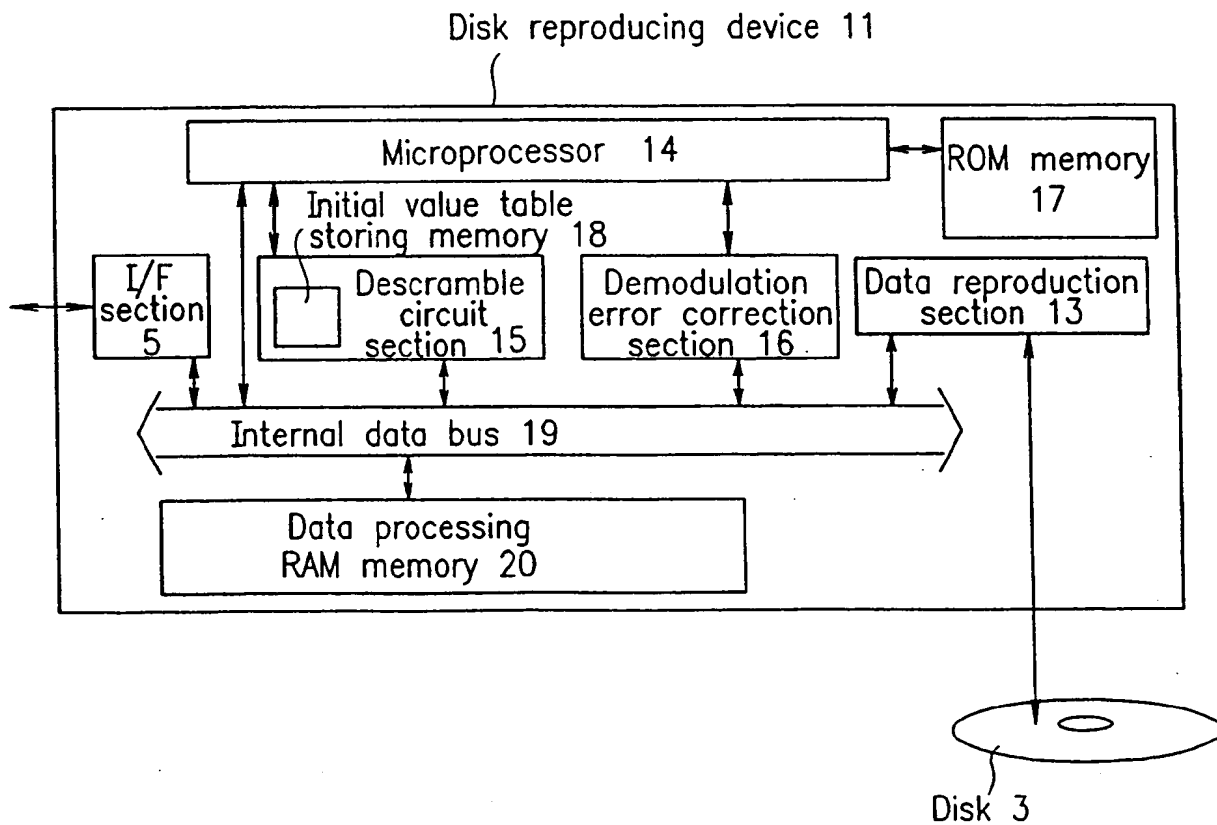 Disk reproducing device 11
Microprocessor 14
ROM memory
17
Initial value table
storing memory 18
I/F
section
5
Descramble
circuit
section 15
Demodulation
error correction
section 16
Data reproduction
section 13
Internal data bus 19
Data processing
RAM memory 20
Disk 3